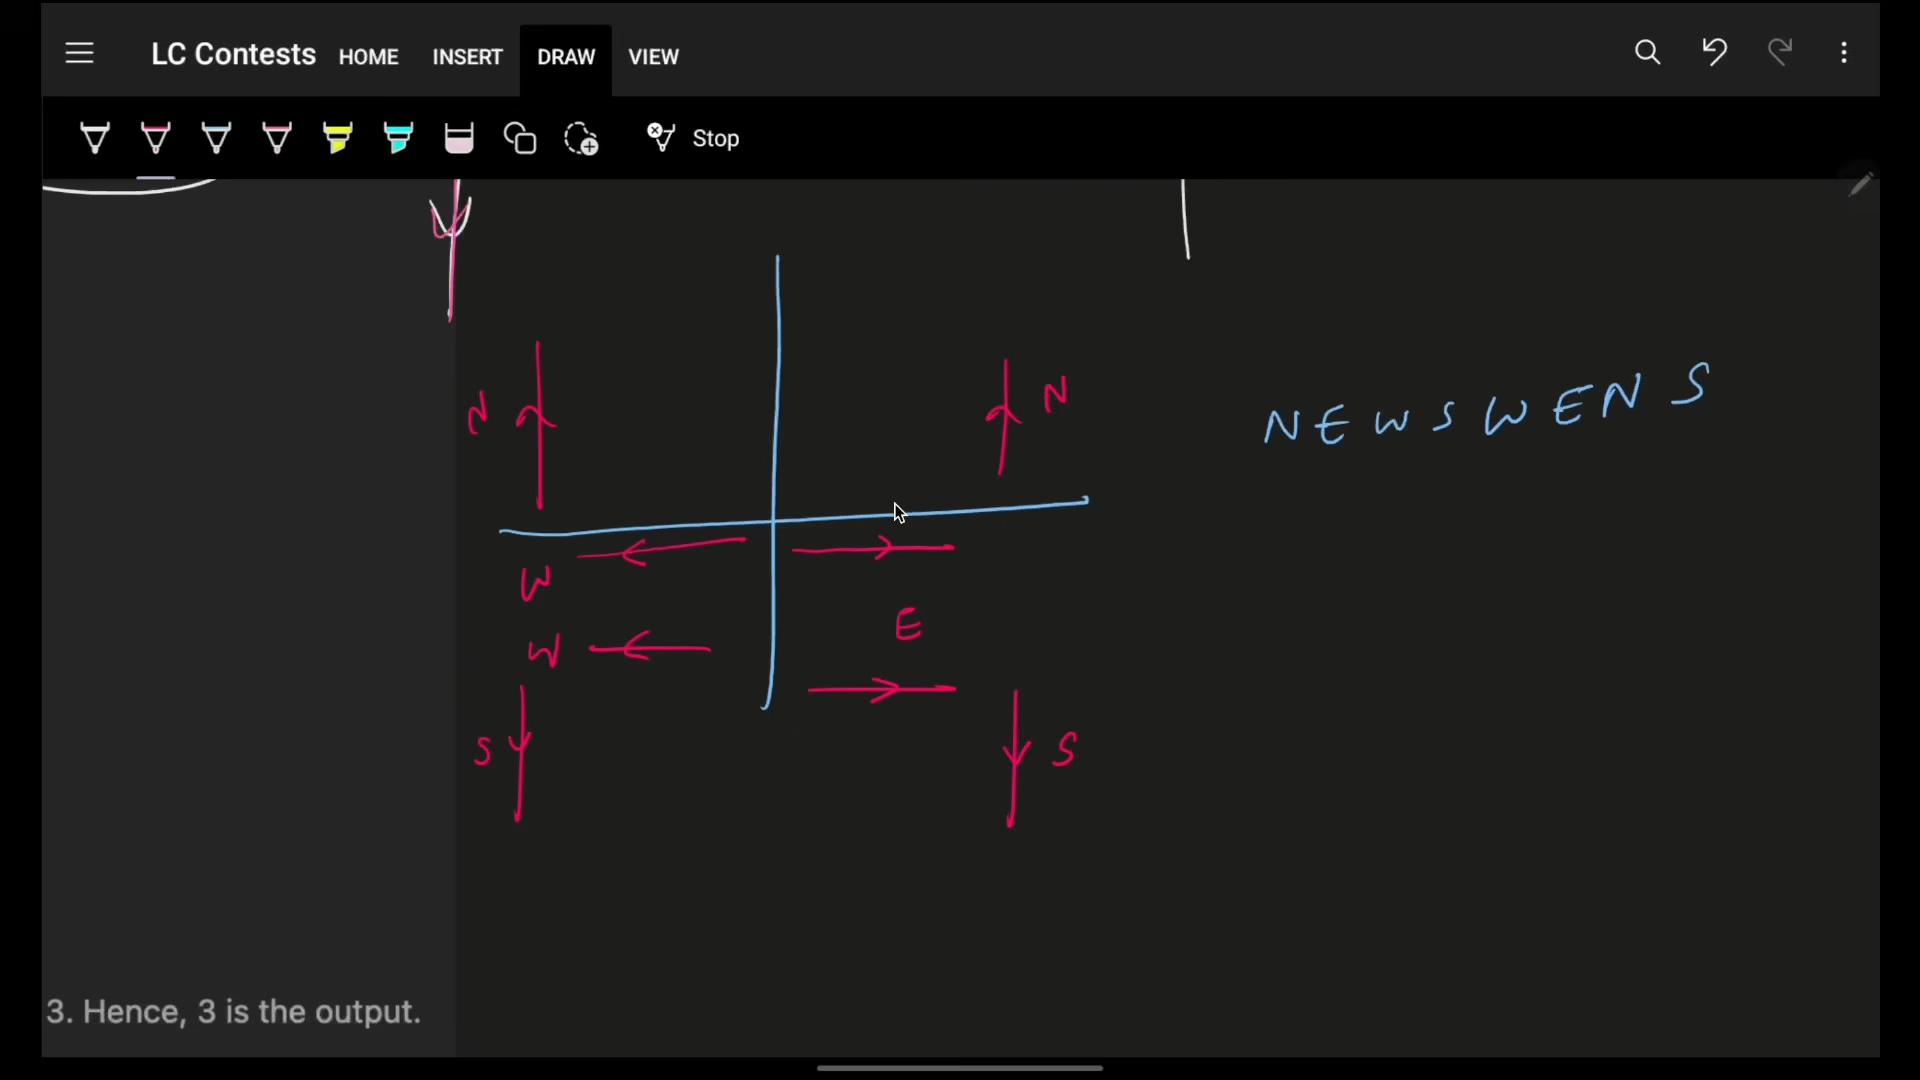 LC Contests HOME INSERT DRAW VIEW
Stop
N N
N E W S W E N S
W
E
W
S S
3. Hence, 3 is the output.